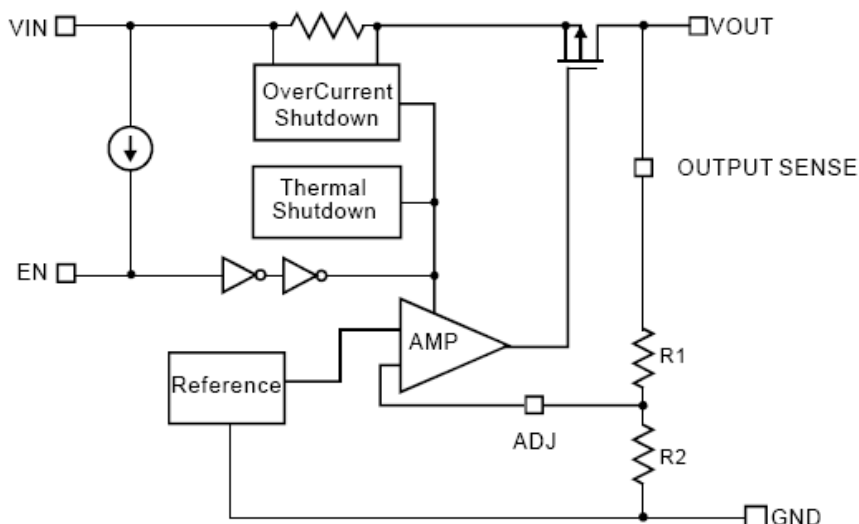 VIN
VOUT
OverCurrent
Shutdown
OUTPUT SENSE
Thermal
Shutdown
EN
AMP
R1
Reference
ADJ
R2
GND